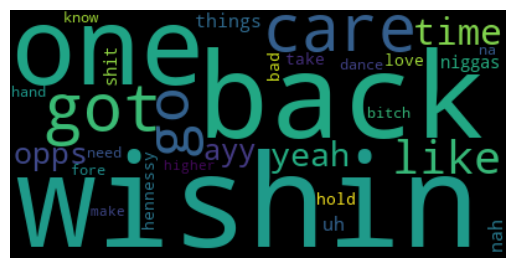 know
things
care
time
one
shit
bad
take
dance
love
na
niggas
hand
got
go
back
bitch
opps
need
ayy
yeah
like
fore
higher
hennessy
wishin
make
hold
uh
nah